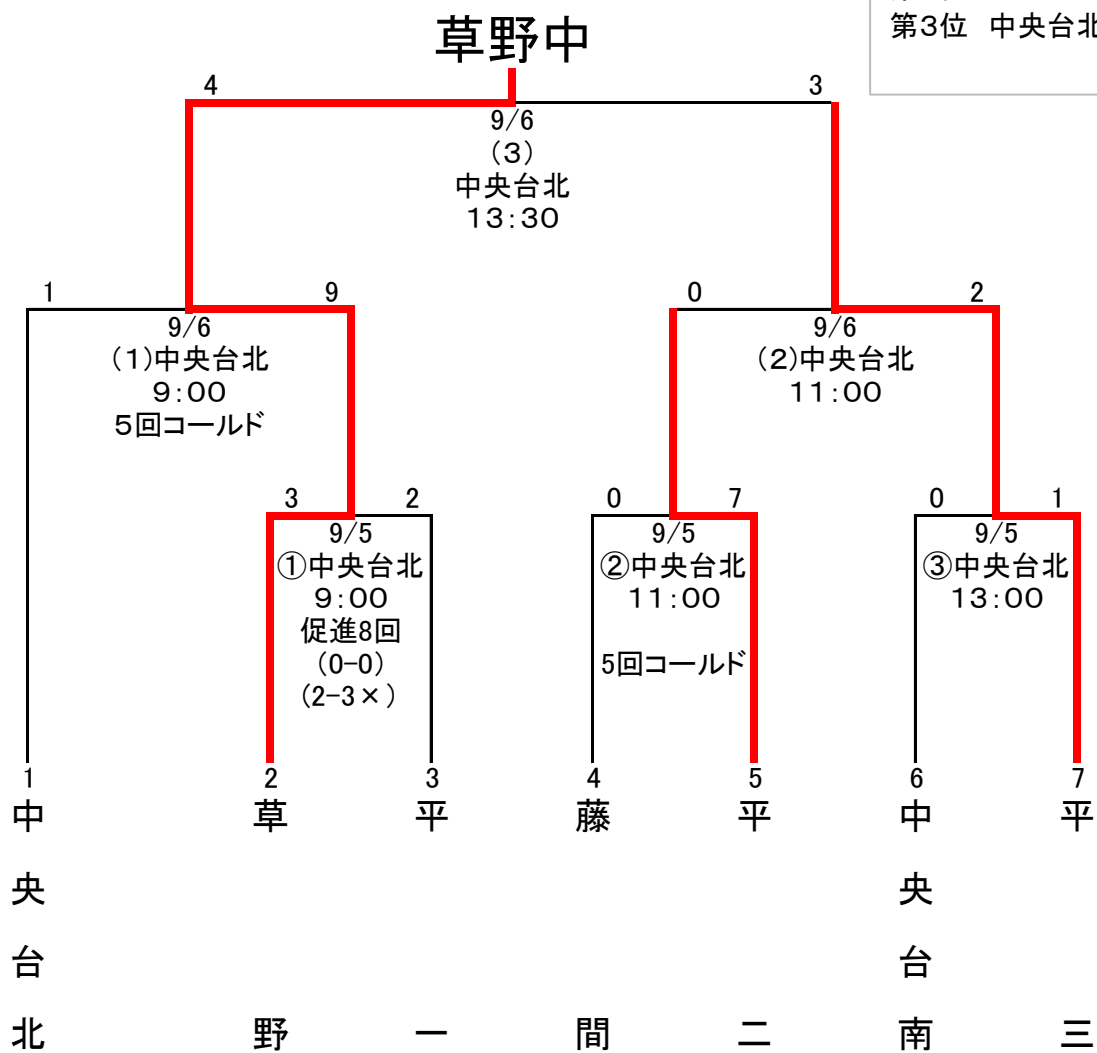 第3位 中央台北
草野中
4
3
9/6
(3)
中央台北
13:30
1
9
0
2
9/6
(1)中央台北
9:00
5回コールド
9/6
(2)中央台北
11:00
3
2
0
7
0
1
9/5
①中央台北
9:00
促進8回
(0-0)
(2-3×)
9/5
②中央台北
11:00
5回コールド
9/5
③中央台北
13:00
1
2
3
4
5
6
7
中央台北
草野
平一
藤間
平二
中央台南
平三